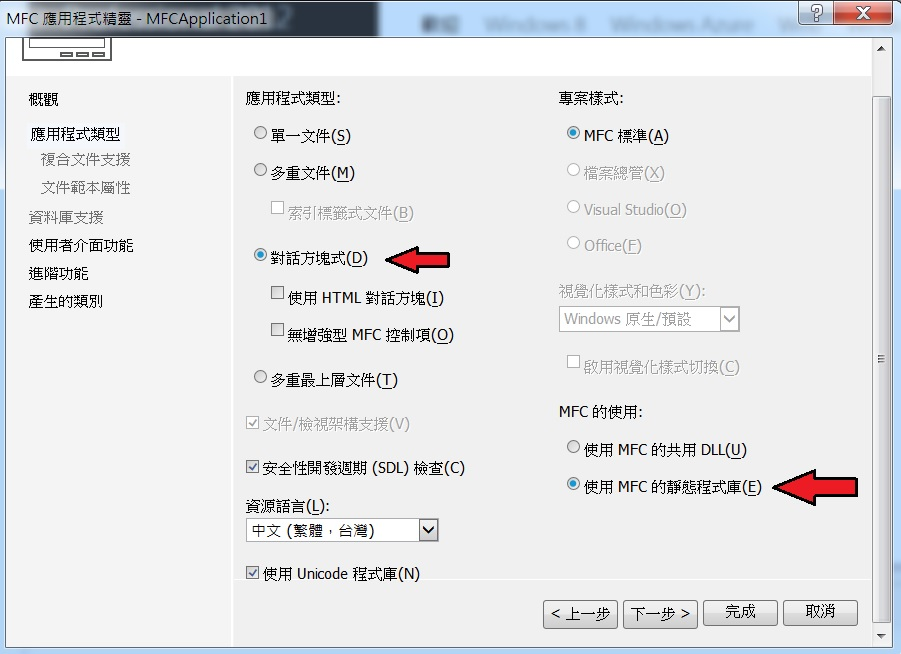 MFC 應用程式精靈 - MFCApplication1
概觀
應用程式類型
複合文件支援
文件範本屬性
資料庫支援
使用者介面功能
進階功能
產生的類別
應用程式類型:
單一文件(S)
多重文件(M)
索引標籤式文件(B)
對話方塊式(D)
使用 HTML 對話方塊(I)
無增強型 MFC 控制項(O)
多重最上層文件(T)
文件/檢視架構支援(V)
安全性開發週期 (SDL) 檢查(C)
資源語言(L):
中文 (繁體，台灣)
使用 Unicode 程式庫(N)
專案樣式:
MFC 標準(A)
檔案總管(X)
Visual Studio(O)
Office(F)
視覺化樣式和色彩(Y):
Windows 原生/預設
啟用視覺化樣式切換(C)
MFC 的使用:
使用 MFC 的共用 DLL(U)
使用 MFC 的靜態程式庫(E)
< 上一步
下一步 >
完成
取消